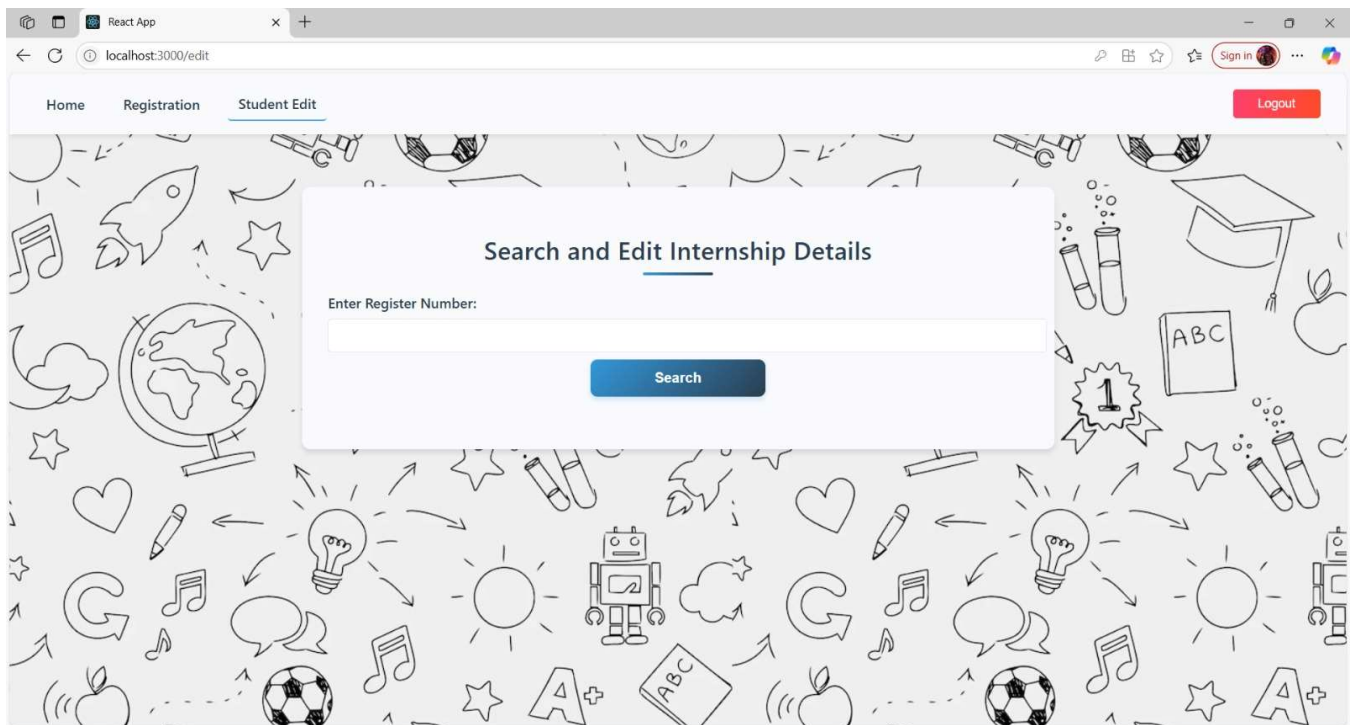 React App
localhost:3000/edit
Sign in
Home Registration Student Edit Logout
Search and Edit Internship Details
Enter Register Number:
Search
ABC
1
ABC
A+
A+